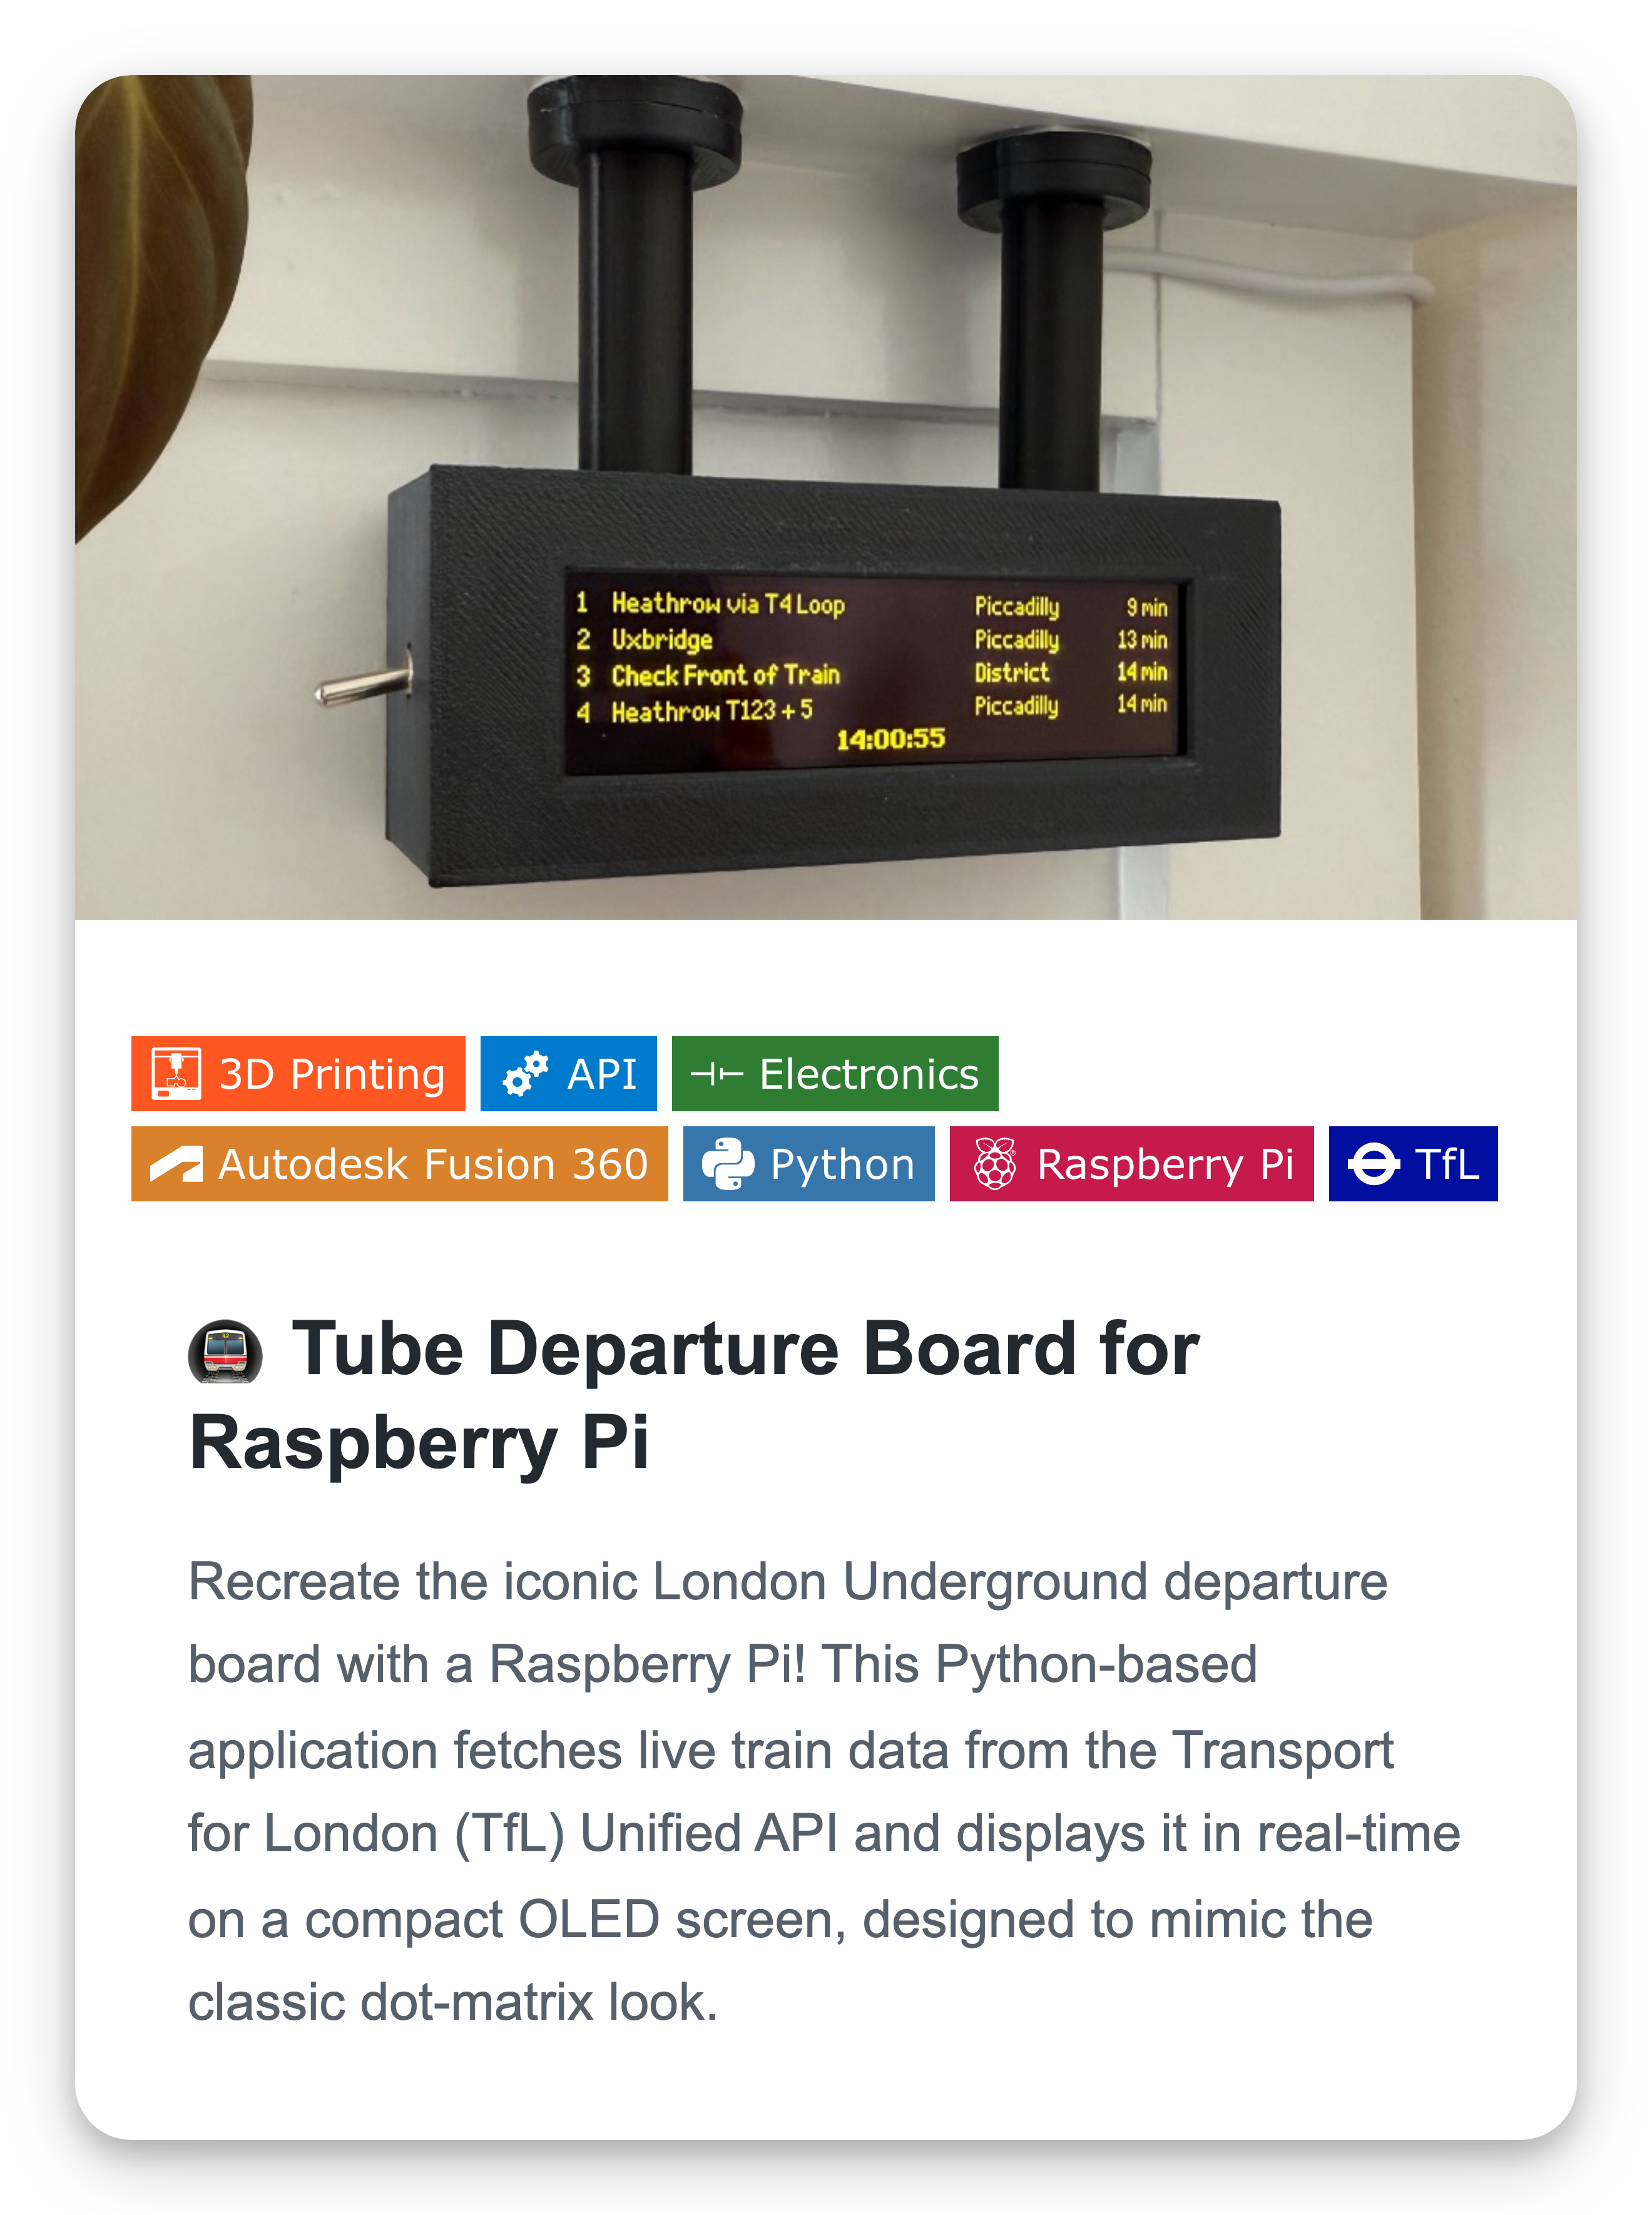 1 Heathrow via T4 Loop Piccadilly 9 min
2 Uxbridge Piccadilly 13 min
3 Check Front of Train District 14 min
4 Heathrow T123 + 5 Piccadilly 14 min
14:00:55
3D Printing API Electronics
Autodesk Fusion 360 Python Raspberry Pi TfL
Tube Departure Board for
Raspberry Pi
Recreate the iconic London Underground departure
board with a Raspberry Pi! This Python-based
application fetches live train data from the Transport
for London (TfL) Unified API and displays it in real-time
on a compact OLED screen, designed to mimic the
classic dot-matrix look.